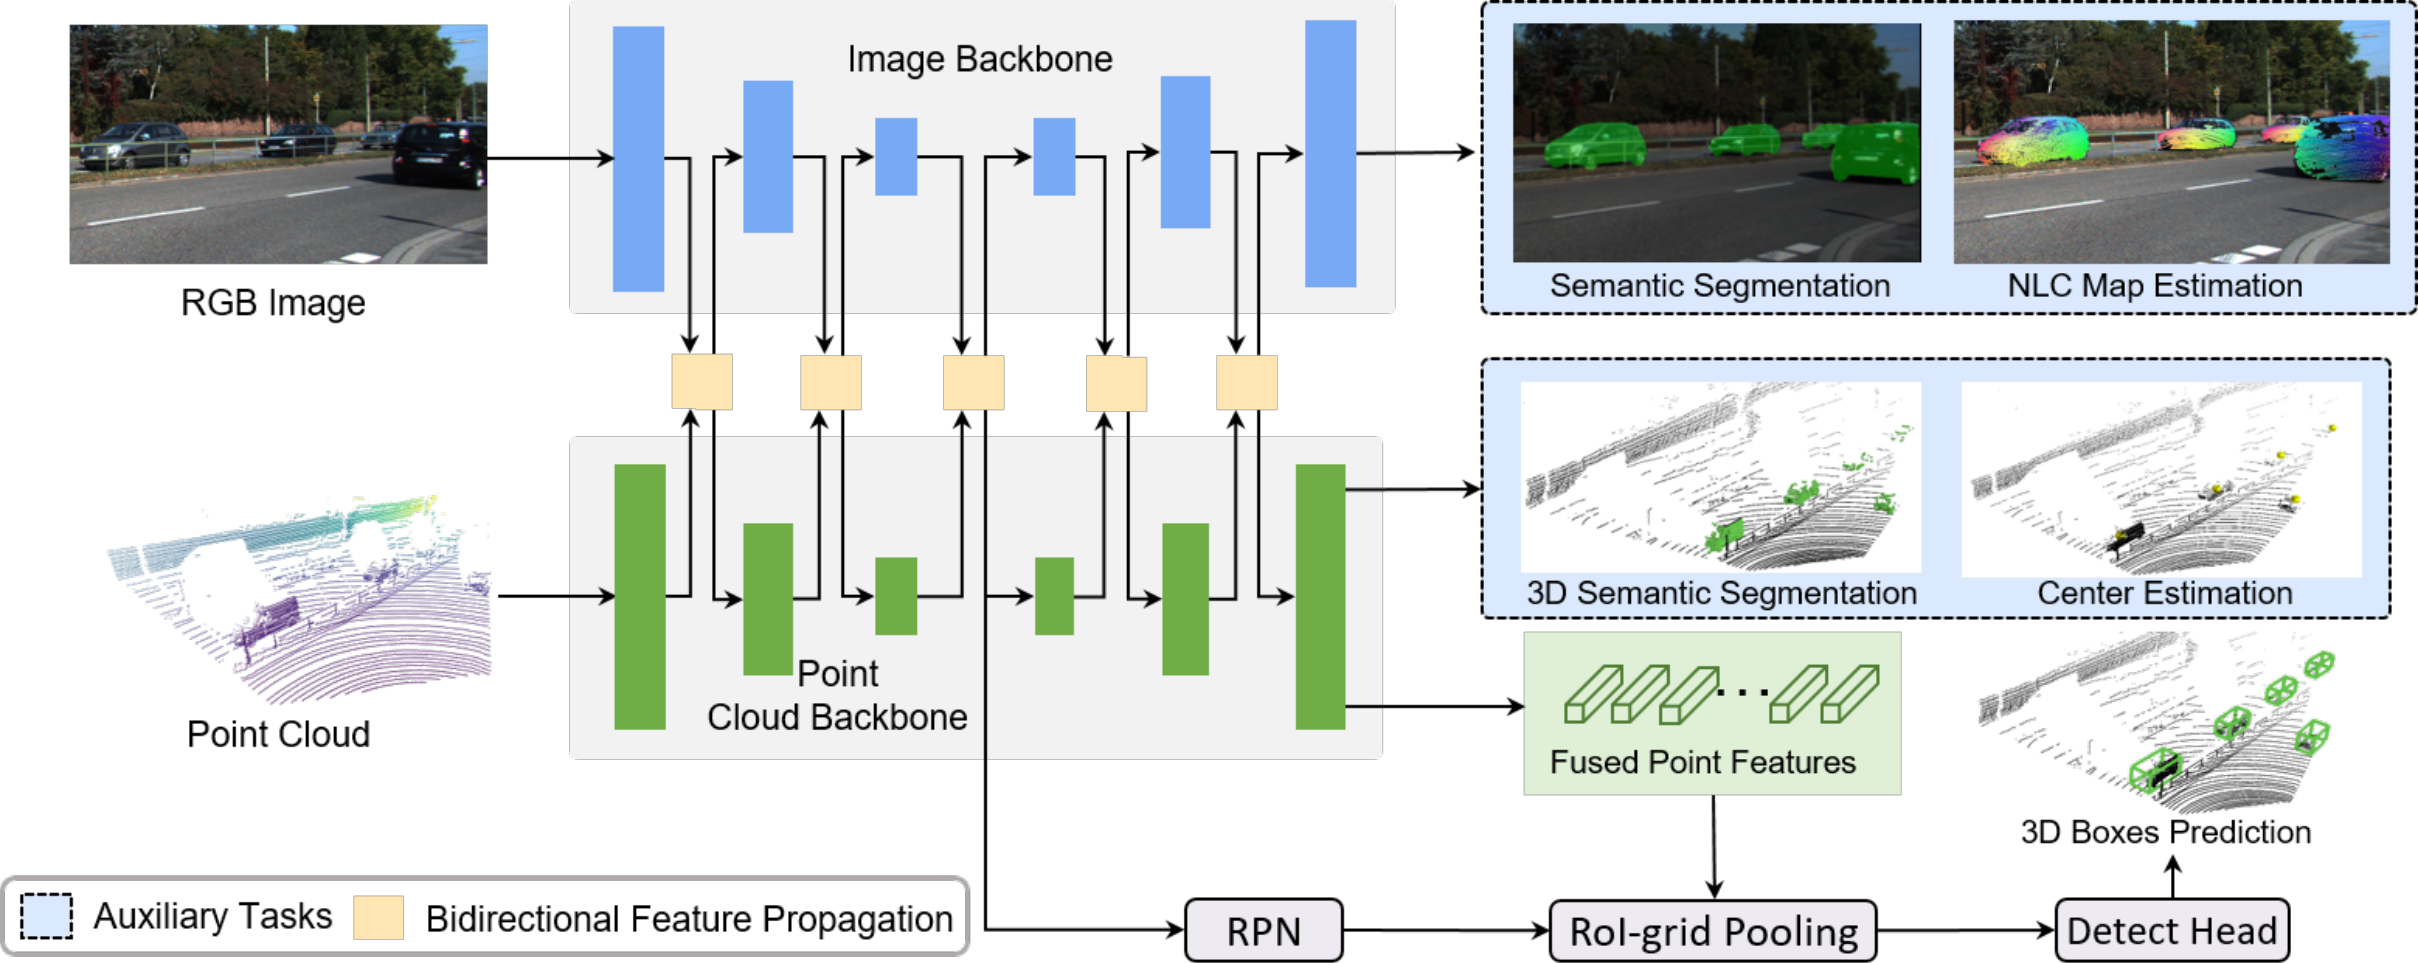 Image Backbone
RGB Image
Semantic Segmentation
NLC Map Estimation
Point Cloud
Point
Cloud Backbone
3D Semantic Segmentation
Center Estimation
Fused Point Features
3D Boxes Prediction
Auxiliary Tasks
Bidirectional Feature Propagation
RPN
RoI-grid Pooling
Detect Head